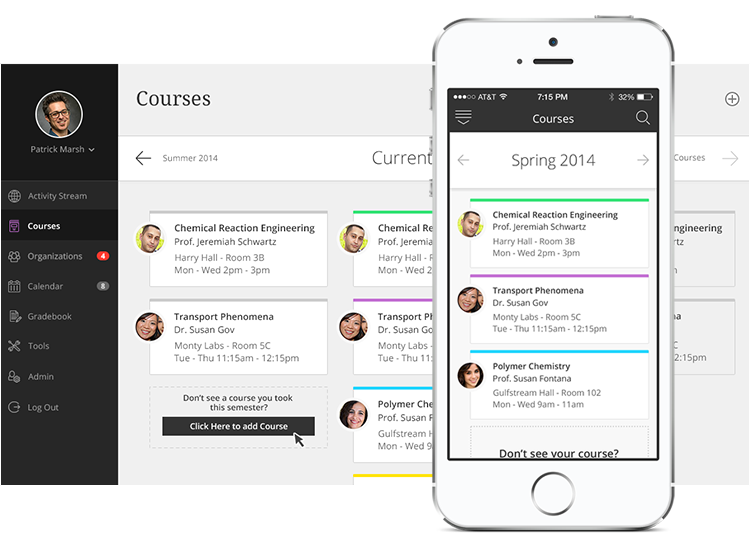 Courses
Patrick Marsh
Activity Stream
Courses
Organizations
4
Calendar
8
Gradebook
Tools
Admin
Log Out
Summer 2014
Current
Courses
Chemical Reaction Engineering
Prof. Jeremiah Schwartz
Harry Hall - Room 3B
Mon - Wed 2pm - 3pm
Transport Phenomena
Dr. Susan Gov
Monty Labs - Room 5C
Tue - Thu 11:15am - 12:15pm
Don't see a course you took
this semester?
Click Here to add Course
Chemical Re
Prof. Jeremiah
Harry Hall - Ro
Mon - Wed 2p
Transport Ph
Dr. Susan Gov
Monty Labs - R
Tue - Thu 11:1
Polymer Che
Prof. Susan F
Gulfstream H
Mon - Wed 9
AT&T
7:15 PM
32%
Courses
Spring 2014
Chemical Reaction Engineering
Prof. Jeremiah Schwartz
Harry Hall - Room 3B
Mon - Wed 2pm - 3pm
Transport Phenomena
Dr. Susan Gov
Monty Labs - Room 5C
Tue - Thu 11:15am - 12:15pm
Polymer Chemistry
Prof. Susan Fontana
Gulfstream Hall - Room 102
Mon - Wed 9am - 11am
Don't see your course?
ngineering
rtz
a
C
12:15pm